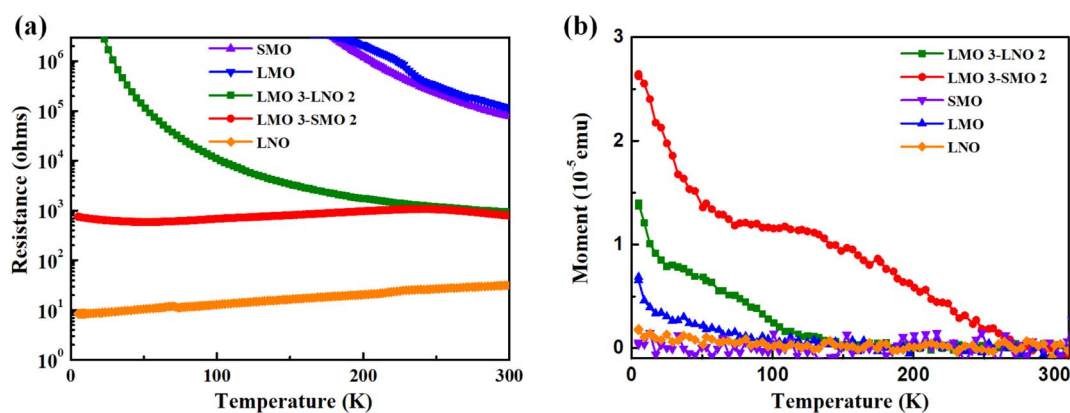 (a)
Resistance (ohms)
10^6
10^5
10^4
10^3
10^2
10^1
10^0
SMO
LMO
LMO 3-LNO 2
LMO 3-SMO 2
LNO
0
100
200
300
Temperature (K)
(b)
Moment (10^-5 emu)
3
2
1
0
LMO 3-LNO 2
LMO 3-SMO 2
SMO
LMO
LNO
0
100
200
300
Temperature (K)